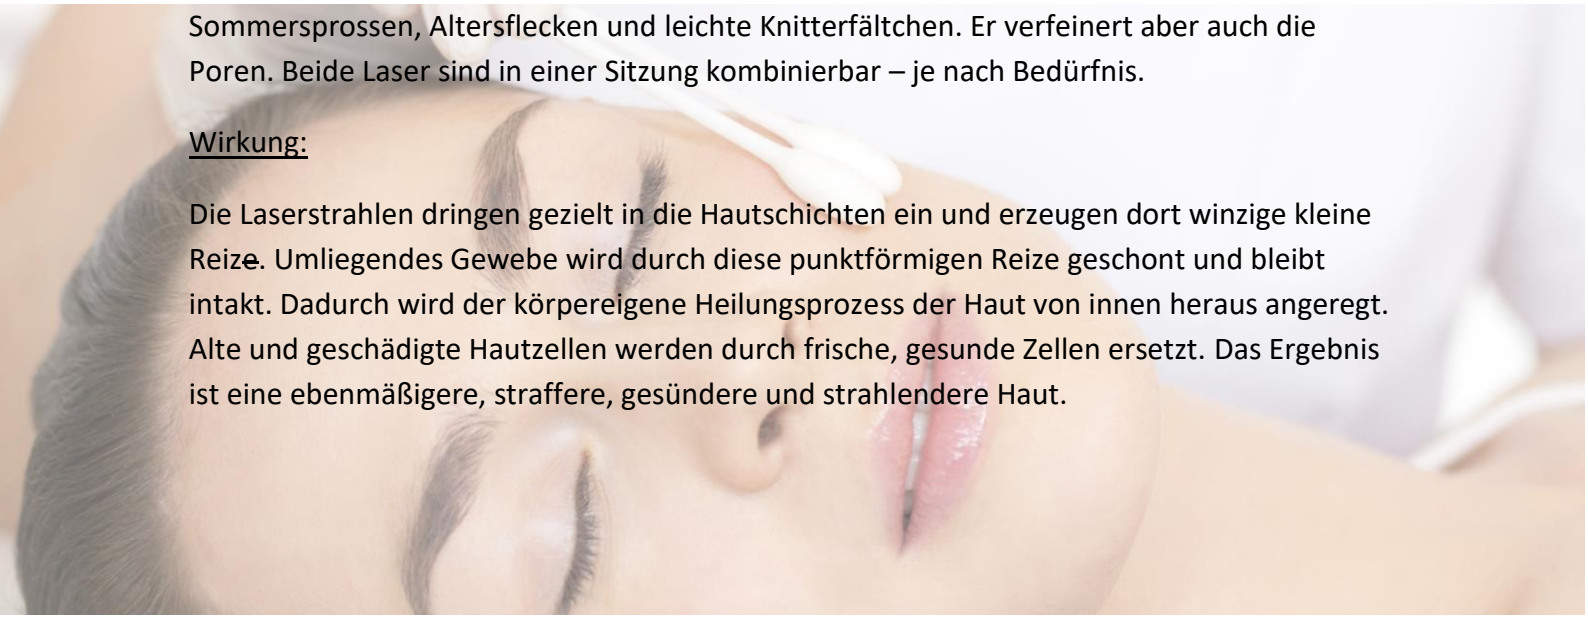 Sommersprossen, Altersflecken und leichte Knitterfältchen. Er verfeinert aber auch die
Poren. Beide Laser sind in einer Sitzung kombinierbar – je nach Bedürfnis.
Wirkung:
Die Laserstrahlen dringen gezielt in die Hautschichten ein und erzeugen dort winzige kleine
Reize. Umliegendes Gewebe wird durch diese punktförmigen Reize geschont und bleibt
intakt. Dadurch wird der körpereigene Heilungsprozess der Haut von innen heraus angeregt.
Alte und geschädigte Hautzellen werden durch frische, gesunde Zellen ersetzt. Das Ergebnis
ist eine ebenmäßigere, straffere, gesündere und strahlendere Haut.